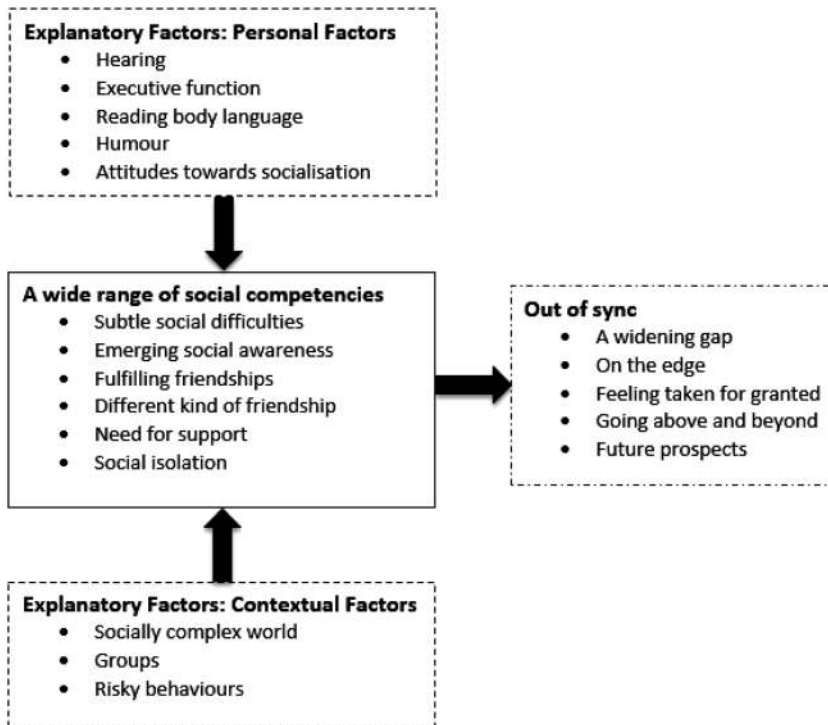 Explanatory Factors: Personal Factors
• Hearing
• Executive function
• Reading body language
• Humour
• Attitudes towards socialisation
A wide range of social competencies
• Subtle social difficulties
• Emerging social awareness
• Fulfilling friendships
• Different kind of friendship
• Need for support
• Social isolation
Out of sync
• A widening gap
• On the edge
• Feeling taken for granted
• Going above and beyond
• Future prospects
Explanatory Factors: Contextual Factors
• Socially complex world
• Groups
• Risky behaviours